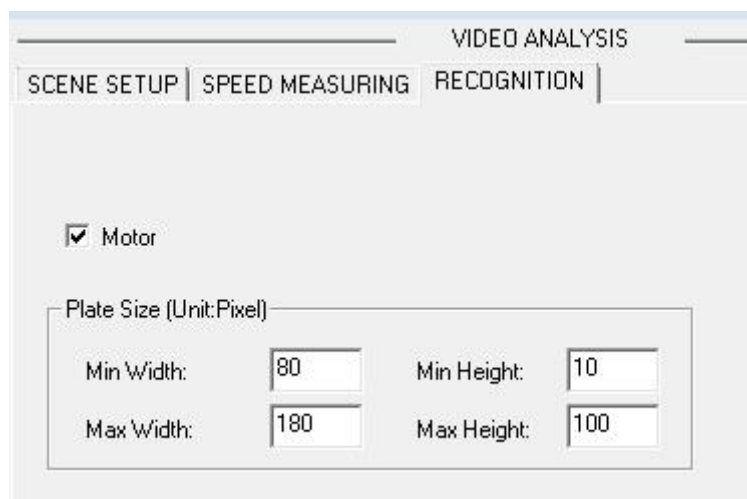 VIDEO ANALYSIS
SCENE SETUP SPEED MEASURING RECOGNITION
Motor
Plate Size (Unit:Pixel)
Min Width: 80 Min Height: 10
Max Width: 180 Max Height: 100